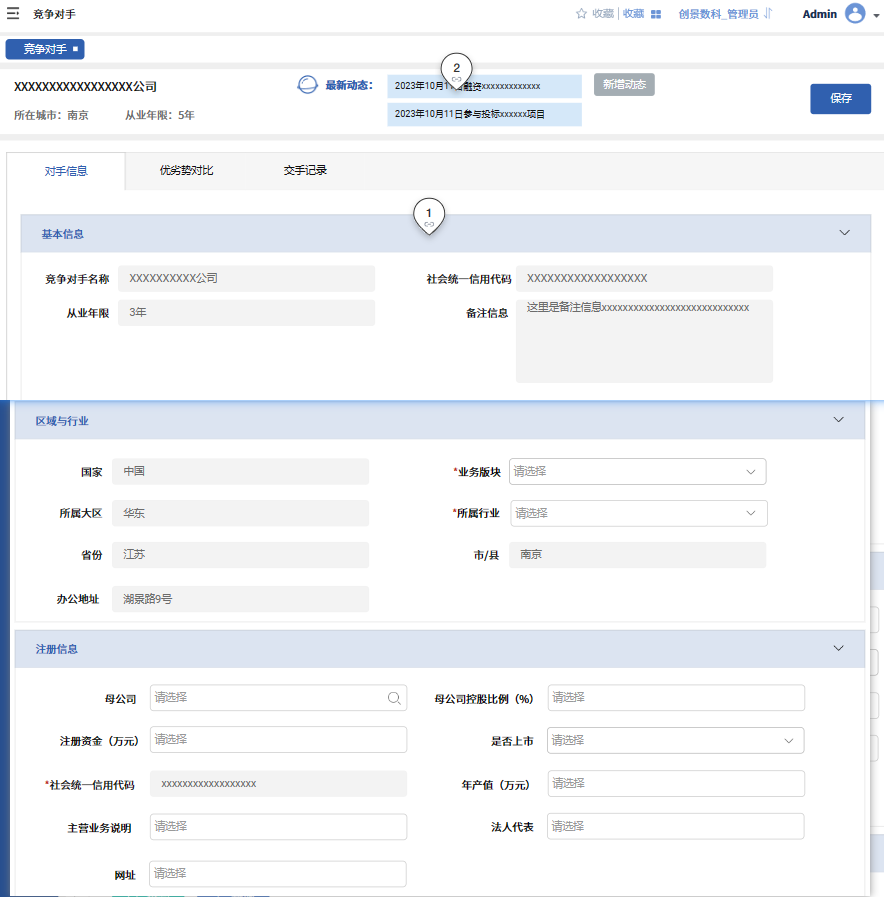 竞争对手
收藏
收藏
创景数科_管理员
Admin
竞争对手
XXXXXXXXXXXXXXXXX公司
最新动态:
2023年10月11日融资xxxxxxxxxxxxx
2
新增动态
保存
所在城市: 南京
从业年限: 5年
2023年10月11日参与投标xxxxxx项目
对手信息
优劣势对比
交手记录
1
基本信息
竞争对手名称
XXXXXXXXXX公司
社会统一信用代码
XXXXXXXXXXXXXXXXXX
从业年限
3年
备注信息
这里是备注信息xxxxxxxxxxxxxxxxxxxxxxxxxxxx
区域与行业
国家
中国
*业务版块
请选择
所属大区
华东
*所属行业
请选择
省份
江苏
市/县
南京
办公地址
湖景路9号
注册信息
母公司
请选择
母公司控股比例（%）
请选择
注册资金（万元）
请选择
是否上市
请选择
*社会统一信用代码
xxxxxxxxxxxxxxxxxx
年产值（万元）
请选择
主营业务说明
请选择
法人代表
请选择
网址
请选择